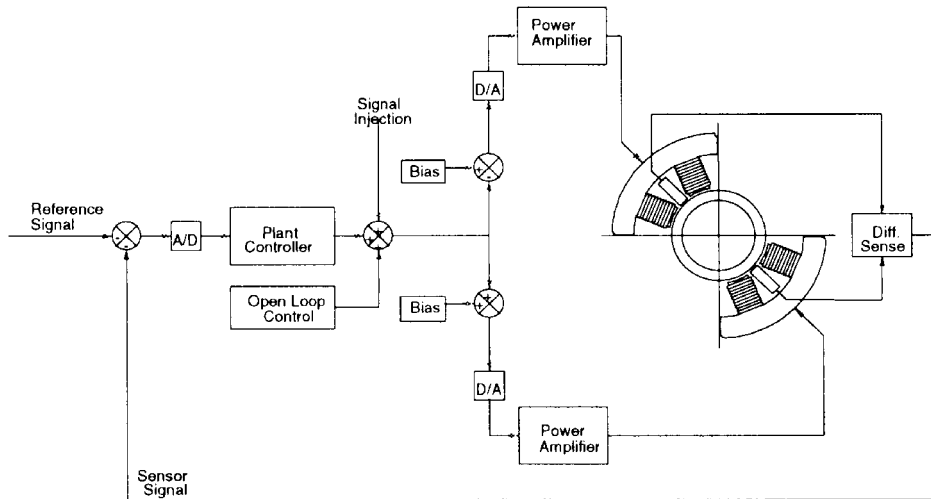 Power
Amplifier
D/A
Signal
Injection
Bias
+
-
Reference
Signal
-
-
A/D
Plant
Controller
+
+
+
Diff.
Sense
Open Loop
Control
Bias
+
+
D/A
Power
Amplifier
Sensor
Signal